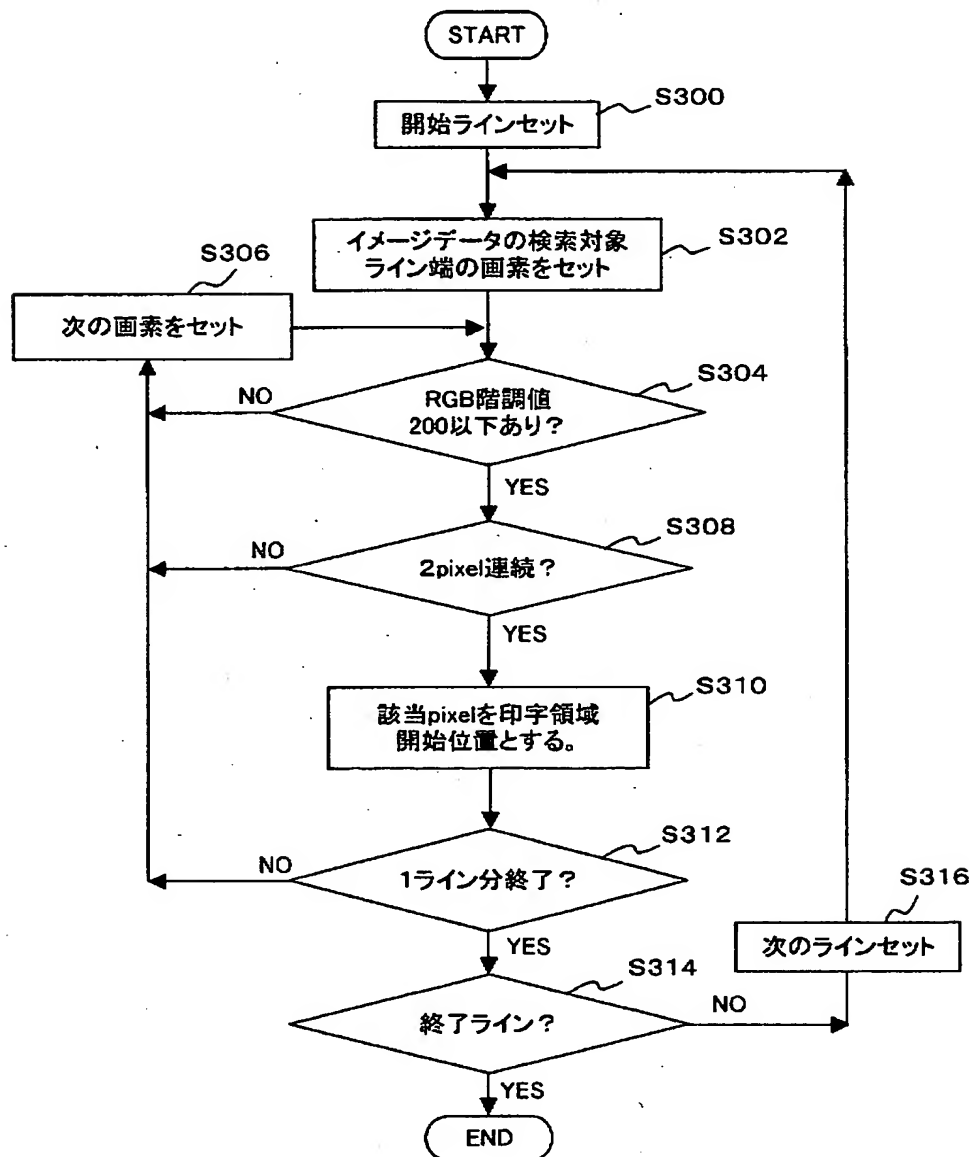 START
S300
開始ラインセット
S302
イメージデータの検索対象
ライン端の画素をセット
S306
次の画素をセット
S304
RGB階調値
200以下あり？
NO
YES
S308
2pixel連続？
NO
YES
S310
該当pixelを印字領域
開始位置とする。
S312
1ライン分終了？
NO
YES
S316
次のラインセット
S314
終了ライン？
NO
YES
END